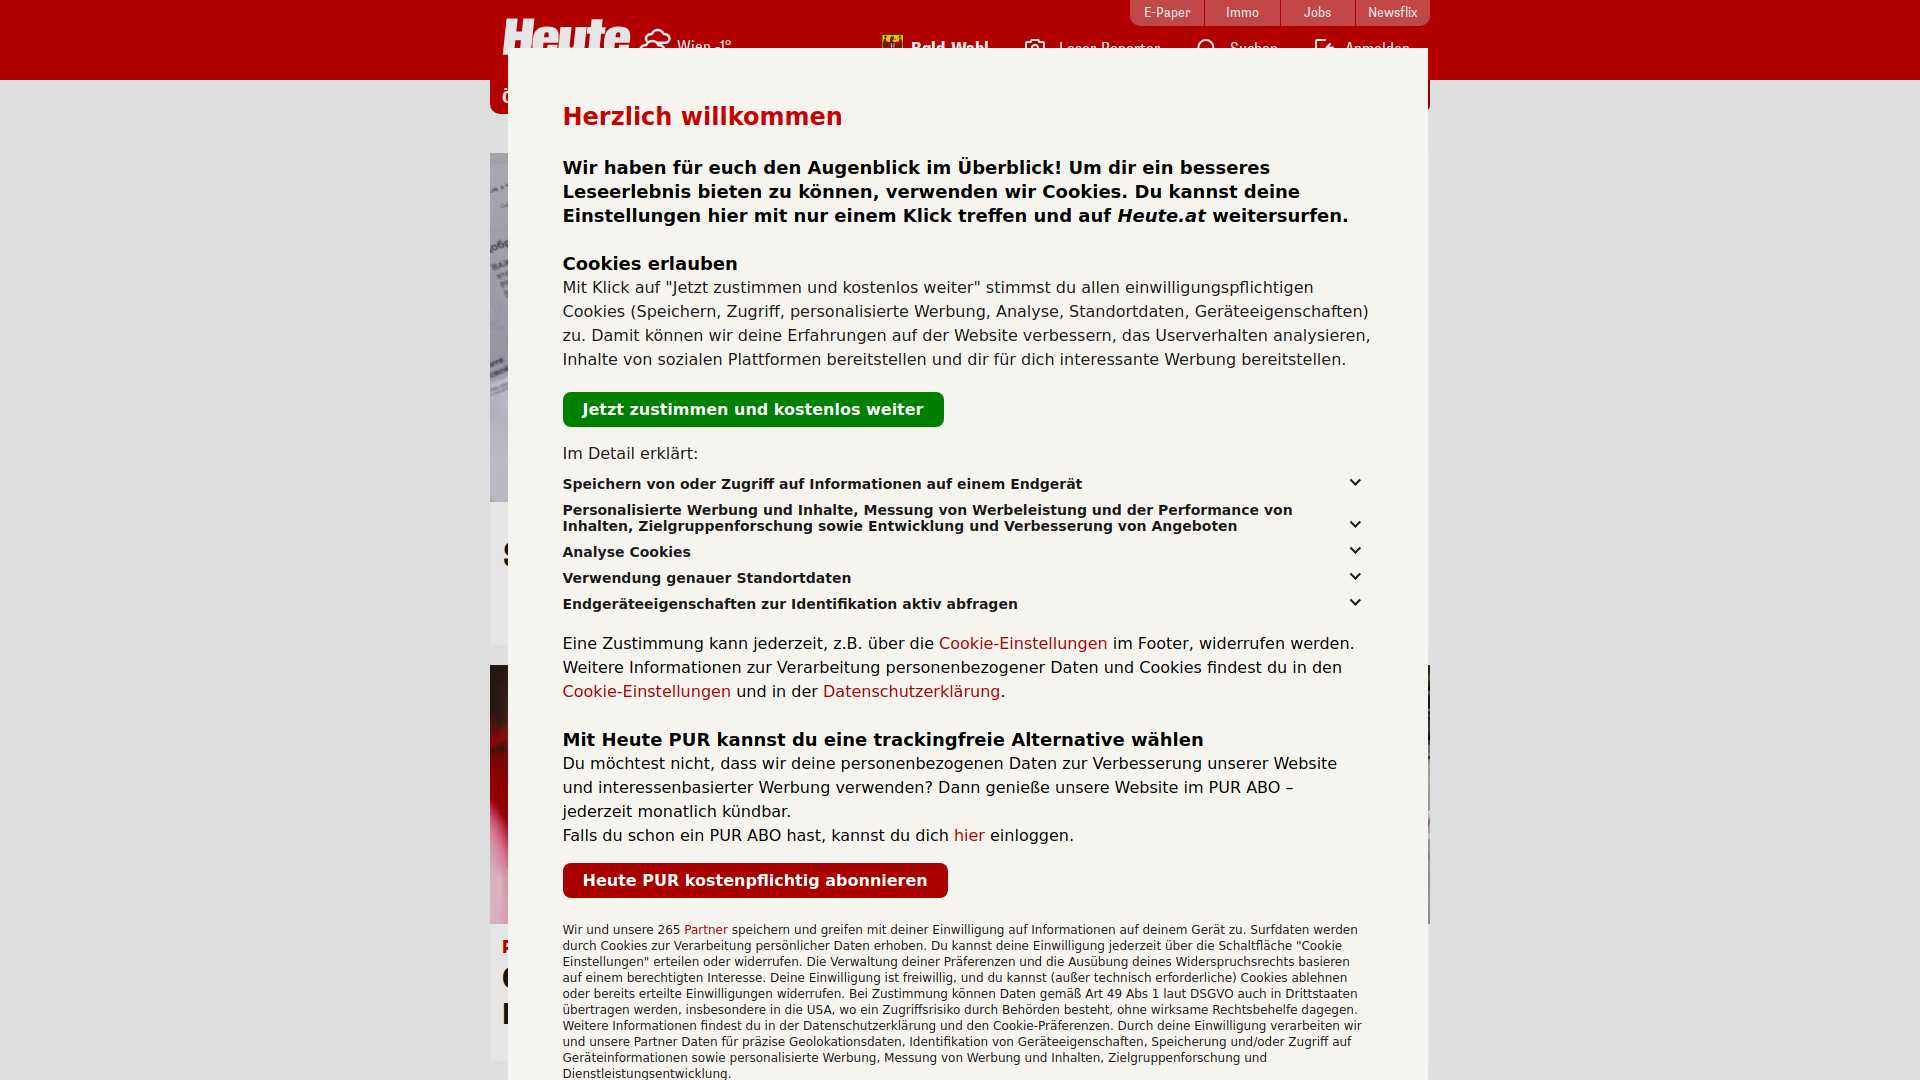 E-Paper
Immo
Jobs
Newsflix
Heute
Wien -1°
Bgld-Wahl
Leser-Reporter
Suchen
Anmelden
Herzlich willkommen
Wir haben für euch den Augenblick im Überblick! Um dir ein besseres
Leseerlebnis bieten zu können, verwenden wir Cookies. Du kannst deine
Einstellungen hier mit nur einem Klick treffen und auf Heute.at weitersurfen.
Cookies erlauben
Mit Klick auf "Jetzt zustimmen und kostenlos weiter" stimmst du allen einwilligungspflichtigen
Cookies (Speichern, Zugriff, personalisierte Werbung, Analyse, Standortdaten, Geräteeigenschaften)
zu. Damit können wir deine Erfahrungen auf der Website verbessern, das Userverhalten analysieren,
Inhalte von sozialen Plattformen bereitstellen und dir für dich interessante Werbung bereitstellen.
Jetzt zustimmen und kostenlos weiter
Im Detail erklärt:
Speichern von oder Zugriff auf Informationen auf einem Endgerät
Personalisierte Werbung und Inhalte, Messung von Werbeleistung und der Performance von
Inhalten, Zielgruppenforschung sowie Entwicklung und Verbesserung von Angeboten
Analyse Cookies
Verwendung genauer Standortdaten
Endgeräteeigenschaften zur Identifikation aktiv abfragen
Eine Zustimmung kann jederzeit, z.B. über die Cookie-Einstellungen im Footer, widerrufen werden.
Weitere Informationen zur Verarbeitung personenbezogener Daten und Cookies findest du in den
Cookie-Einstellungen und in der Datenschutzerklärung.
Mit Heute PUR kannst du eine trackingfreie Alternative wählen
Du möchtest nicht, dass wir deine personenbezogenen Daten zur Verbesserung unserer Website
und interessenbasierter Werbung verwenden? Dann genieße unsere Website im PUR ABO –
jederzeit monatlich kündbar.
Falls du schon ein PUR ABO hast, kannst du dich hier einloggen.
Heute PUR kostenpflichtig abonnieren
Wir und unsere 265 Partner speichern und greifen mit deiner Einwilligung auf Informationen auf deinem Gerät zu. Surfdaten werden
durch Cookies zur Verarbeitung persönlicher Daten erhoben. Du kannst deine Einwilligung jederzeit über die Schaltfläche "Cookie
Einstellungen" erteilen oder widerrufen. Die Verwaltung deiner Präferenzen und die Ausübung deines Widerspruchsrechts basieren
auf einem berechtigten Interesse. Deine Einwilligung ist freiwillig, und du kannst (außer technisch erforderliche) Cookies ablehnen
oder bereits erteilte Einwilligungen widerrufen. Bei Zustimmung können Daten gemäß Art 49 Abs 1 laut DSGVO auch in Drittstaaten
übertragen werden, insbesondere in die USA, wo ein Zugriffsrisiko durch Behörden besteht, ohne wirksame Rechtsbehelfe dagegen.
Weitere Informationen findest du in der Datenschutzerklärung und den Cookie-Präferenzen. Durch deine Einwilligung verarbeiten wir
und unsere Partner Daten für präzise Geolokationsdaten, Identifikation von Geräteeigenschaften, Speicherung und/oder Zugriff auf
Geräteinformationen sowie personalisierte Werbung, Messung von Werbung und Inhalten, Zielgruppenforschung und
Dienstleistungsentwicklung.